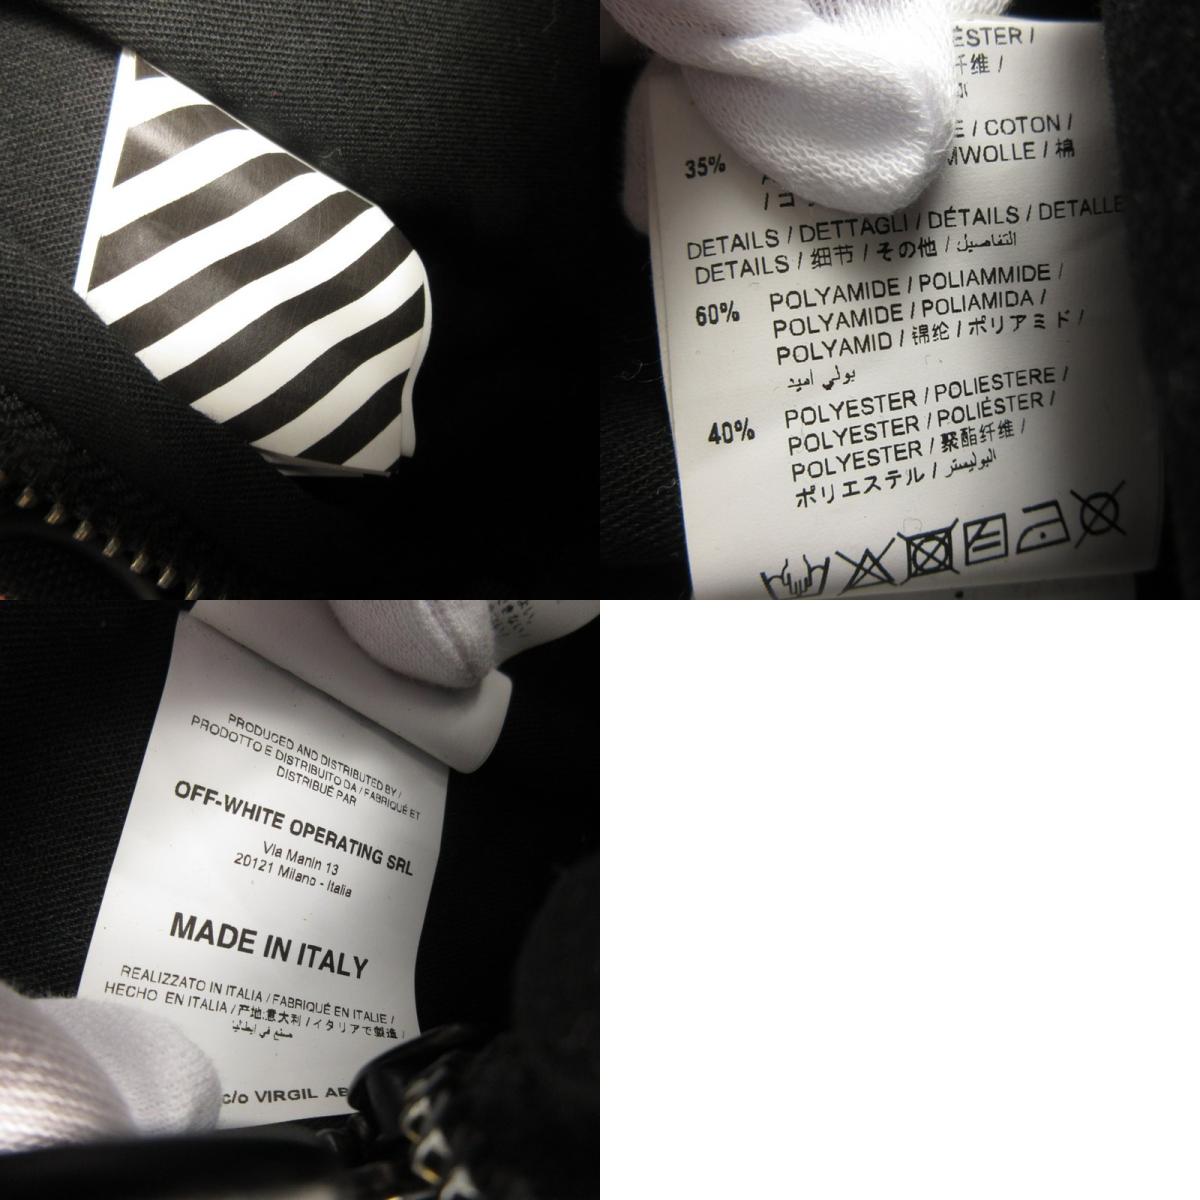 ÉSTER /
纤维 /
E / COTON /
35%
MWOLLE / 棉
DETAILS / DETTAGLI / DÉTAILS / DETALLE
DETAILS / 细节 / その他 / التفاصيل
60% POLYAMIDE / POLIAMMIDE /
POLYAMIDE / POLIAMIDA /
POLYAMID / 锦纶 / ポリアミド /
بولي اميد
40% POLYESTER / POLIESTERE /
POLYESTER / POLIÉSTER /
POLYESTER / 聚酯纤维 /
ポリエステル / البوليستر
PRODUCED AND DISTRIBUTED BY /
PRODOTTO E DISTRIBUITO DA / FABRIQUÉ ET
DISTRIBUÉ PAR
OFF-WHITE OPERATING SRL
Via Manin 13
20121 Milano - Italia
MADE IN ITALY
REALIZZATO IN ITALIA / FABRIQUÉ EN ITALIE /
HECHO EN ITALIA / 产地:意大利 / イタリアで製造 /
صنع في إيطاليا
c/o VIRGIL AB